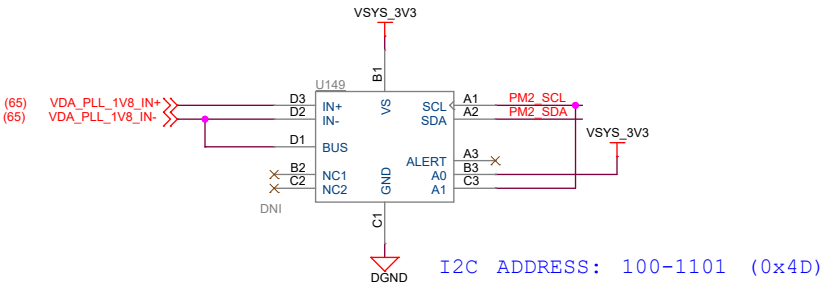 VSYS_3V3
U149
B1
VS
(65) VDA_PLL_1V8_IN+ D3 IN+ SCL A1 PM2_SCL
(65) VDA_PLL_1V8_IN- D2 IN- SDA A2 PM2_SDA
VSYS_3V3
D1 BUS
ALERT A3
B2 NC1 A0 B3
C2 NC2 A1 C3
GND
DNI
C1
DGND
I2C ADDRESS: 100-1101 (0x4D)